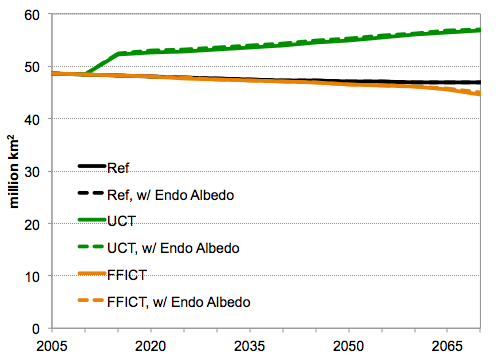 60
50
40
30
20
10
0
million km²
Ref
Ref, w/ Endo Albedo
UCT
UCT, w/ Endo Albedo
FFICT
FFICT, w/ Endo Albedo
2005 2020 2035 2050 2065